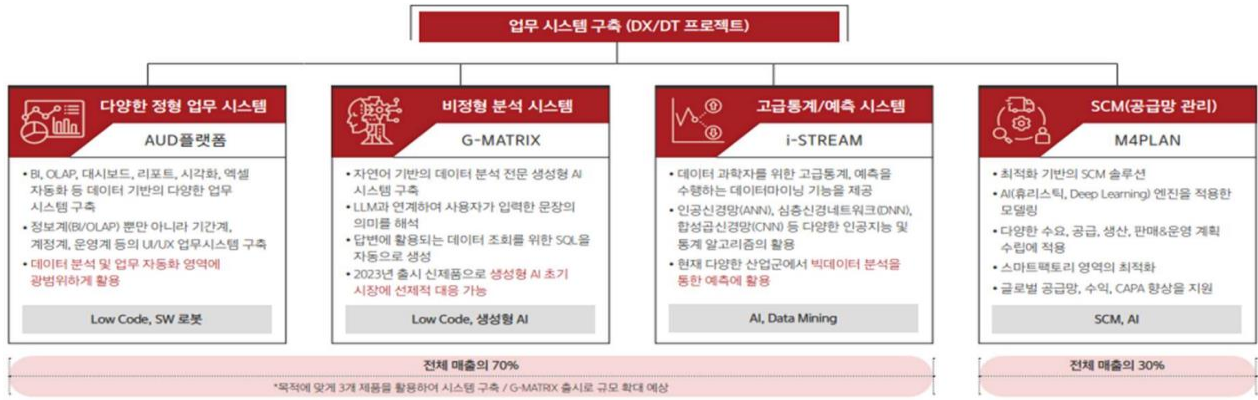 업무 시스템 구축 (DX/DT 프로젝트)
다양한 정형 업무 시스템
AUD플랫폼
• BI, OLAP, 대시보드, 리포트, 시각화, 엑셀
자동화 등 데이터 기반의 다양한 업무
시스템 구축
• 정보계(BI/OLAP) 뿐만 아니라 기간계,
계정계, 운영계 등의 UI/UX 업무시스템 구축
• 데이터 분석 및 업무 자동화 영역에
광범위하게 활용
Low Code, SW 로봇
비정형 분석 시스템
G-MATRIX
• 자연어 기반의 데이터 분석 전문 생성형 AI
시스템 구축
• LLM과 연계하여 사용자가 입력한 문장의
의미를 해석
• 답변에 활용되는 데이터 조회를 위한 SQL을
자동으로 생성
• 2023년 출시 신제품으로 생성형 AI 초기
시장에 선제적 대응 가능
Low Code, 생성형 AI
고급통계/예측 시스템
i-STREAM
• 데이터 과학자를 위한 고급통계, 예측을
수행하는 데이터마이닝 기능을 제공
• 인공신경망(ANN), 심층신경네트워크(DNN),
합성곱신경망(CNN) 등 다양한 인공지능 및
통계 알고리즘의 활용
• 현재 다양한 산업군에서 빅데이터 분석을
통한 예측에 활용
AI, Data Mining
SCM(공급망 관리)
M4PLAN
• 최적화 기반의 SCM 솔루션
• AI(휴리스틱, Deep Learning) 엔진을 적용한
모델링
• 다양한 수요, 공급, 생산, 판매&운영 계획
수립에 적용
• 스마트팩토리 영역의 최적화
• 글로벌 공급망, 수익, CAPA 향상을 지원
SCM, AI
전체 매출의 70%
*목적에 맞게 3개 제품을 활용하여 시스템 구축 / G-MATRIX 출시로 규모 확대 예상
전체 매출의 30%